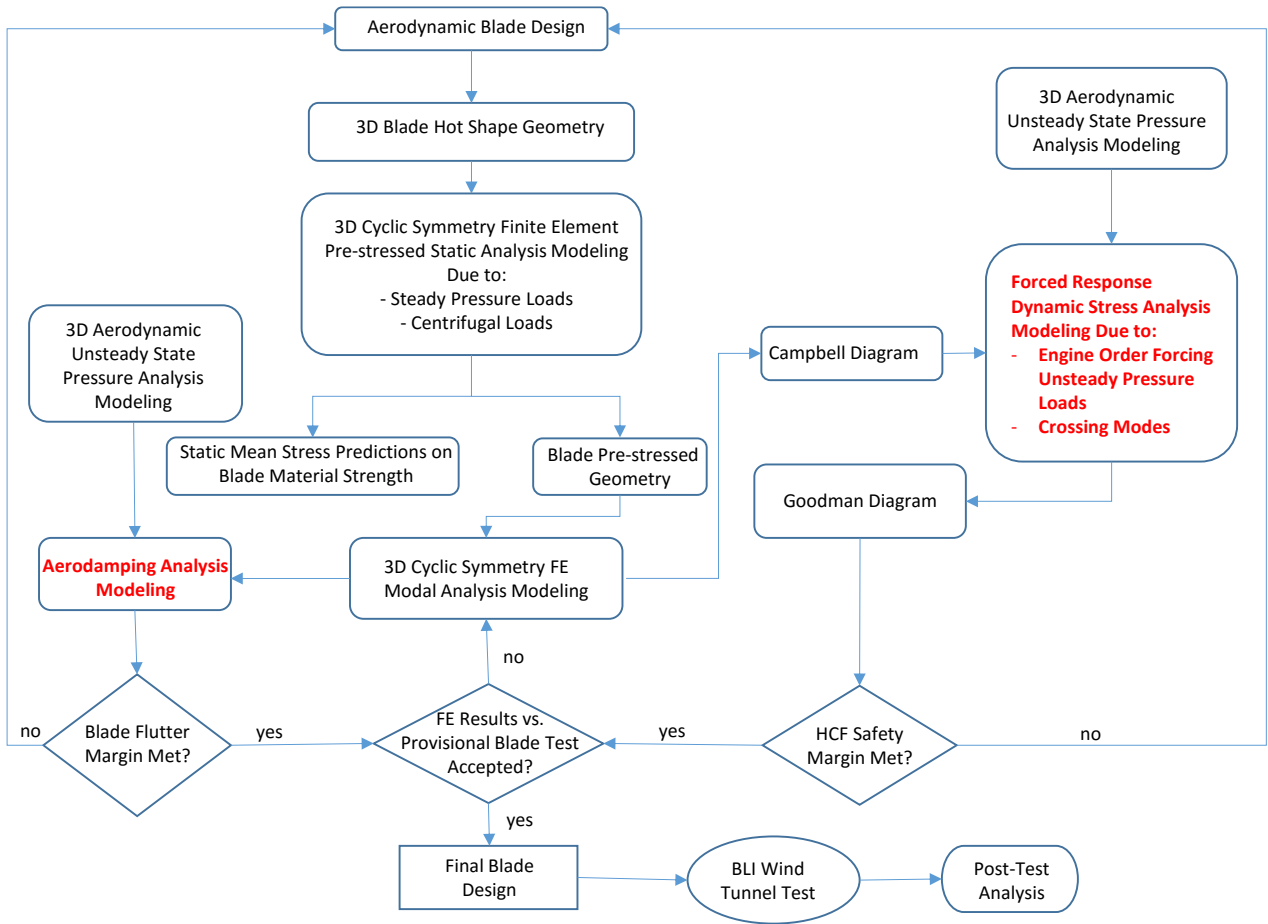 Aerodynamic Blade Design
3D Blade Hot Shape Geometry
3D Aerodynamic
Unsteady State Pressure
Analysis Modeling
3D Cyclic Symmetry Finite Element
Pre-stressed Static Analysis Modeling
Due to:
- Steady Pressure Loads
- Centrifugal Loads
Forced Response
Dynamic Stress Analysis
Modeling Due to:
- Engine Order Forcing
Unsteady Pressure
Loads
- Crossing Modes
3D Aerodynamic
Unsteady State
Pressure Analysis
Modeling
Campbell Diagram
Static Mean Stress Predictions on
Blade Material Strength
Blade Pre-stressed
Geometry
Goodman Diagram
Aerodamping Analysis
Modeling
3D Cyclic Symmetry FE
Modal Analysis Modeling
no
no
Blade Flutter
Margin Met?
yes
FE Results vs.
Provisional Blade Test
Accepted?
yes
HCF Safety
Margin Met?
no
yes
Final Blade
Design
BLI Wind
Tunnel Test
Post-Test
Analysis